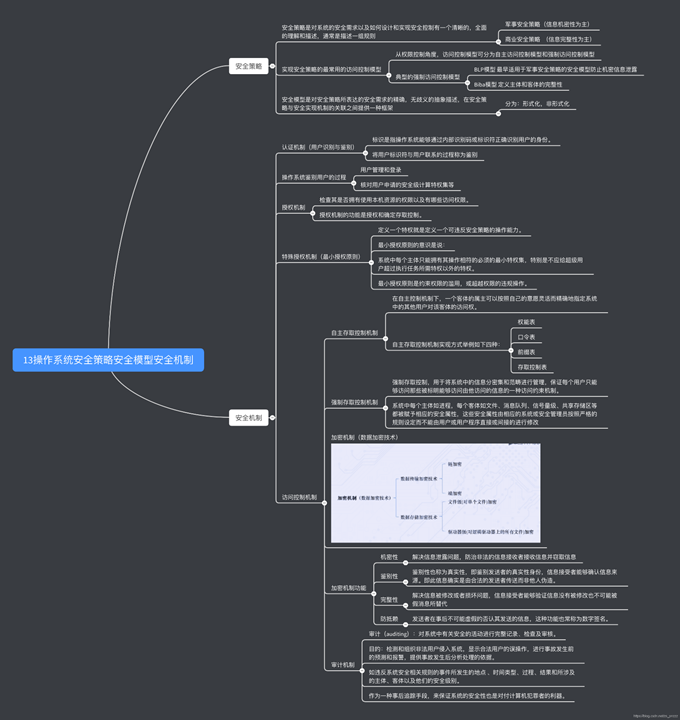 13操作系统安全策略安全模型安全机制
安全策略
安全策略是对系统的安全需求以及如何设计和实现安全控制有一个清晰的，全面
的理解和描述，通常是描述一组规则
军事安全策略（信息机密性为主）
商业安全策略 （信息完整性为主）
实现安全策略的最常用的访问控制模型
从权限控制角度，访问控制模型可分为自主访问控制模型和强制访问控制模型
典型的强制访问控制模型
BLP模型 最早适用于军事安全策略的安全模型防止机密信息泄露
Biba模型 定义主体和客体的完整性
安全模型是对安全策略所表达的安全需求的精确，无歧义的抽象描述，在安全策
略与安全实现机制的关联之间提供一种框架
分为：形式化，非形式化
安全机制
认证机制（用户识别与鉴别）
标识是指操作系统能够通过内部识别码或标识符正确识别用户的身份。
将用户标识符与用户联系的过程称为鉴别
操作系统鉴别用户的过程
用户管理和登录
核对用户申请的安全级计算特权集等
授权机制
检查其是否拥有使用本机资源的权限以及有哪些访问权限。
授权机制的功能是授权和确定存取控制。
特殊授权机制（最小授权原则）
定义一个特权就是定义一个可违反安全策略的操作能力。
最小授权原则的意识是说：
系统中每个主体只能拥有其操作相符的必须的最小特权集，特别是不应给超级用
户超过执行任务所需特权以外的特权。
最小授权原则是约束权限的滥用，或超越权限的违规操作。
访问控制机制
自主存取控制机制
在自主控制机制下，一个客体的属主可以按照自己的意愿灵活而精确地指定系统
中的其他用户对该客体的访问权。
自主存取控制机制实现方式举例如下四种：
权能表
口令表
前缀表
存取控制表
强制存取控制机制
强制存取控制，用于将系统中的信息分密集和范畴进行管理，保证每个用户只能
够访问那些被标明能够访问由他访问的信息的一种访问约束机制。
系统中每个主体如进程，每个客体如文件，消息队列，信号量级、共享存储区等
都被赋予相应的安全属性，这些安全属性由相应的系统或安全管理员按照严格的
规则设定而不能由用户或用户程序直接或间接的进行修改
加密机制（数据加密技术）
加密机制（数据加密技术）
数据传输加密技术
链加密
端加密
数据存储加密技术
文件级(对单个文件)加密
驱动器级(对逻辑驱动器上的所有文件)加密
加密机制功能
机密性
解决信息泄露问题，防治非法的信息接收者接收信息并窃取信息
鉴别性
鉴别性也称为真实性，即鉴别发送者的真实性身份，信息接受者能够确认信息来
源。即此信息确实是由合法的发送者传送而非他人伪造。
完整性
解决信息被修改或者损坏问题，信息接受者能够验证信息没有被修改也不可能被
假消息所替代
防抵赖
发送者在事后不可能虚假的否认其发送的信息，这种功能也常称为数字签名。
审计机制
审计（auditing）：对系统中有关安全的活动进行完整记录、检查及审核。
目的：检测和组织非法用户侵入系统，显示合法用户的误操作，进行事故发生前
的预测和报警，提供事故发生后分析处理的依据。
如违反系统安全相关规则的事件所发生的地点 、时间类型，过程，结果和所涉及
的主体、客体以及他们的安全级别。
作为一种事后追踪手段，来保证系统的安全性也是对付计算机犯罪者的利器。